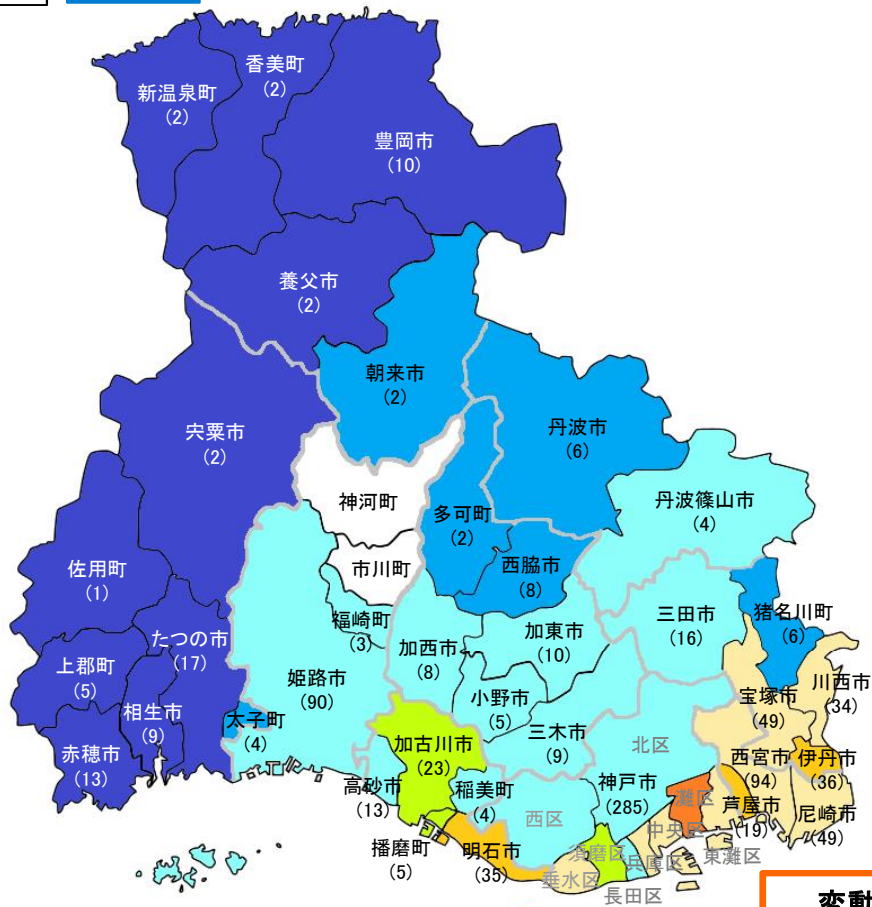 香美町
(2)
新温泉町
(2)
豊岡市
(10)
養父市
(2)
朝来市
(2)
宍粟市
(2)
丹波市
(6)
神河町
多可町
(2)
丹波篠山市
(4)
西脇市
(8)
市川町
佐用町
(1)
福崎町
(3)
たつの市
(17)
加西市
(8)
加東市
(10)
三田市
(16)
猪名川町
(6)
上郡町
(5)
姫路市
(90)
小野市
(5)
川西市
(34)
宝塚市
(49)
相生市
(9)
太子町
(4)
三木市
(9)
北区
赤穂市
(13)
加古川市
(23)
西宮市
(94)
伊丹市
(36)
高砂市
(13)
稲美町
(4)
神戸市
(285)
灘区
芦屋市
(19)
尼崎市
(49)
西区
中央区
播磨町
(5)
明石市
(35)
須磨区
兵庫区
東灘区
垂水区
長田区
変動